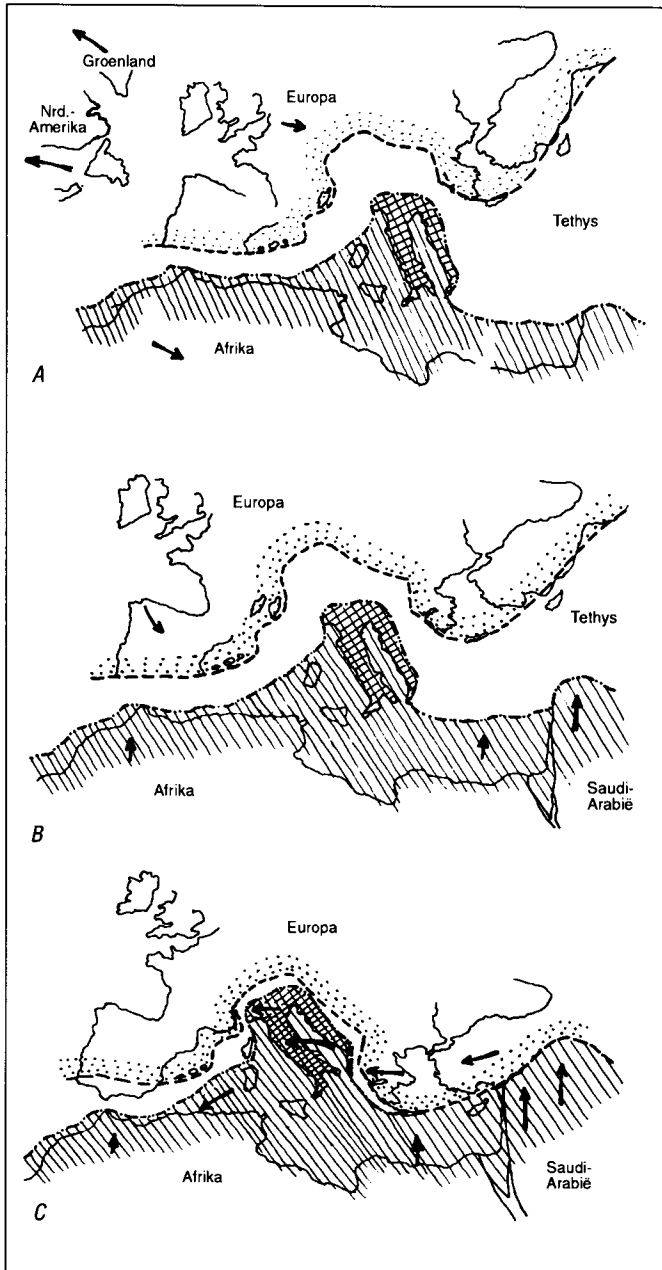 Groenland
Nrd.-
Amerika
Europa
Tethys
Afrika
A
Europa
Tethys
Afrika
Saudi-
Arabië
B
Europa
Afrika
Saudi-
Arabië
C